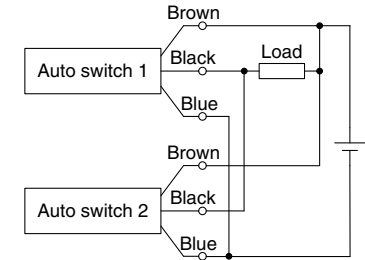 Brown
Auto switch 1
Black
Load
Blue
Brown
Auto switch 2
Black
Blue